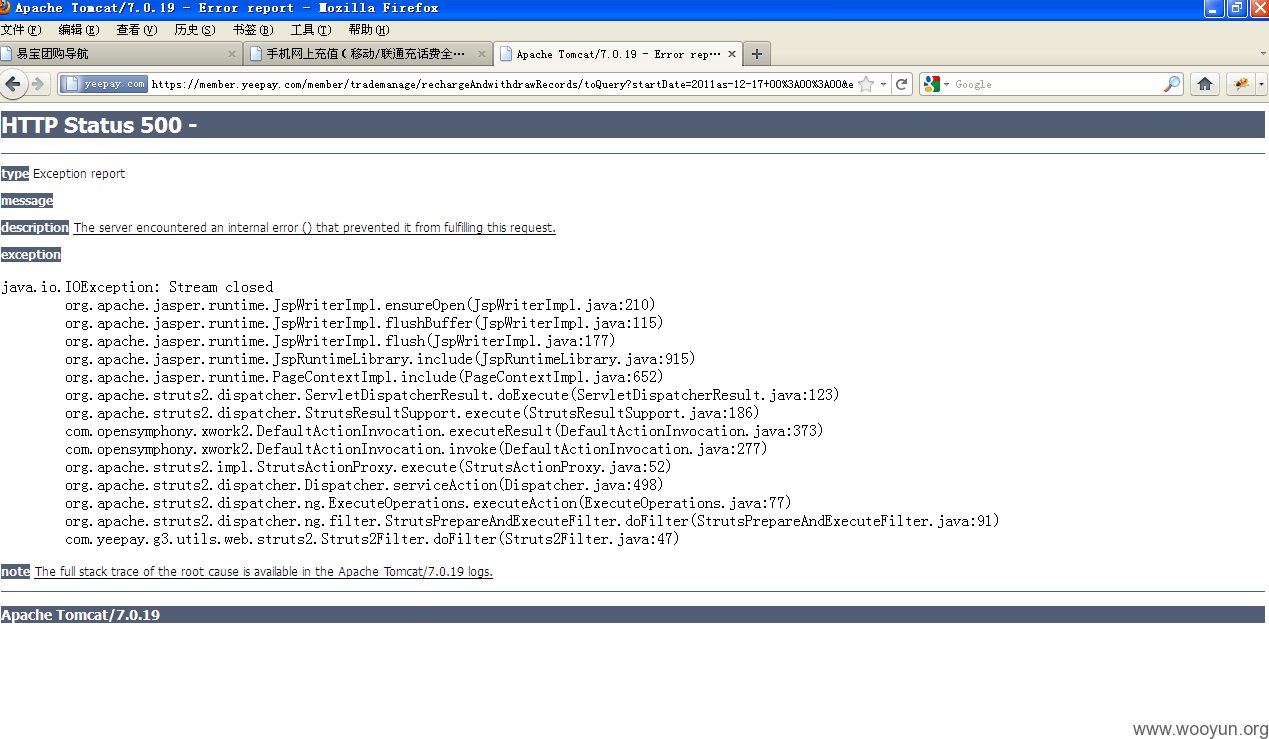 Apache Tomcat/7.0.19 - Error report - Mozilla Firefox
文件(F) 编辑(E) 查看(V) 历史(S) 书签(B) 工具(T) 帮助(H)
易宝团购导航 手机网上充值(移动/联通充话费全… Apache Tomcat/7.0.19 - Error rep…
yeepay.com https://member.yeepay.com/member/trademanage/rechargeAndwithdrawRecords/toQuery?startDate=2011as-12-17+00%3A00%3A00&e Google
HTTP Status 500 -
type Exception report
message
description The server encountered an internal error () that prevented it from fulfilling this request.
exception
java.io.IOException: Stream closed
org.apache.jasper.runtime.JspWriterImpl.ensureOpen(JspWriterImpl.java:210)
org.apache.jasper.runtime.JspWriterImpl.flushBuffer(JspWriterImpl.java:115)
org.apache.jasper.runtime.JspWriterImpl.flush(JspWriterImpl.java:177)
org.apache.jasper.runtime.JspRuntimeLibrary.include(JspRuntimeLibrary.java:915)
org.apache.jasper.runtime.PageContextImpl.include(PageContextImpl.java:652)
org.apache.struts2.dispatcher.ServletDispatcherResult.doExecute(ServletDispatcherResult.java:123)
org.apache.struts2.dispatcher.StrutsResultSupport.execute(StrutsResultSupport.java:186)
com.opensymphony.xwork2.DefaultActionInvocation.executeResult(DefaultActionInvocation.java:373)
com.opensymphony.xwork2.DefaultActionInvocation.invoke(DefaultActionInvocation.java:277)
org.apache.struts2.impl.StrutsActionProxy.execute(StrutsActionProxy.java:52)
org.apache.struts2.dispatcher.Dispatcher.serviceAction(Dispatcher.java:498)
org.apache.struts2.dispatcher.ng.ExecuteOperations.executeAction(ExecuteOperations.java:77)
org.apache.struts2.dispatcher.ng.filter.StrutsPrepareAndExecuteFilter.doFilter(StrutsPrepareAndExecuteFilter.java:91)
com.yeepay.g3.utils.web.struts2.Struts2Filter.doFilter(Struts2Filter.java:47)
note The full stack trace of the root cause is available in the Apache Tomcat/7.0.19 logs.
Apache Tomcat/7.0.19
www.wooyun.org